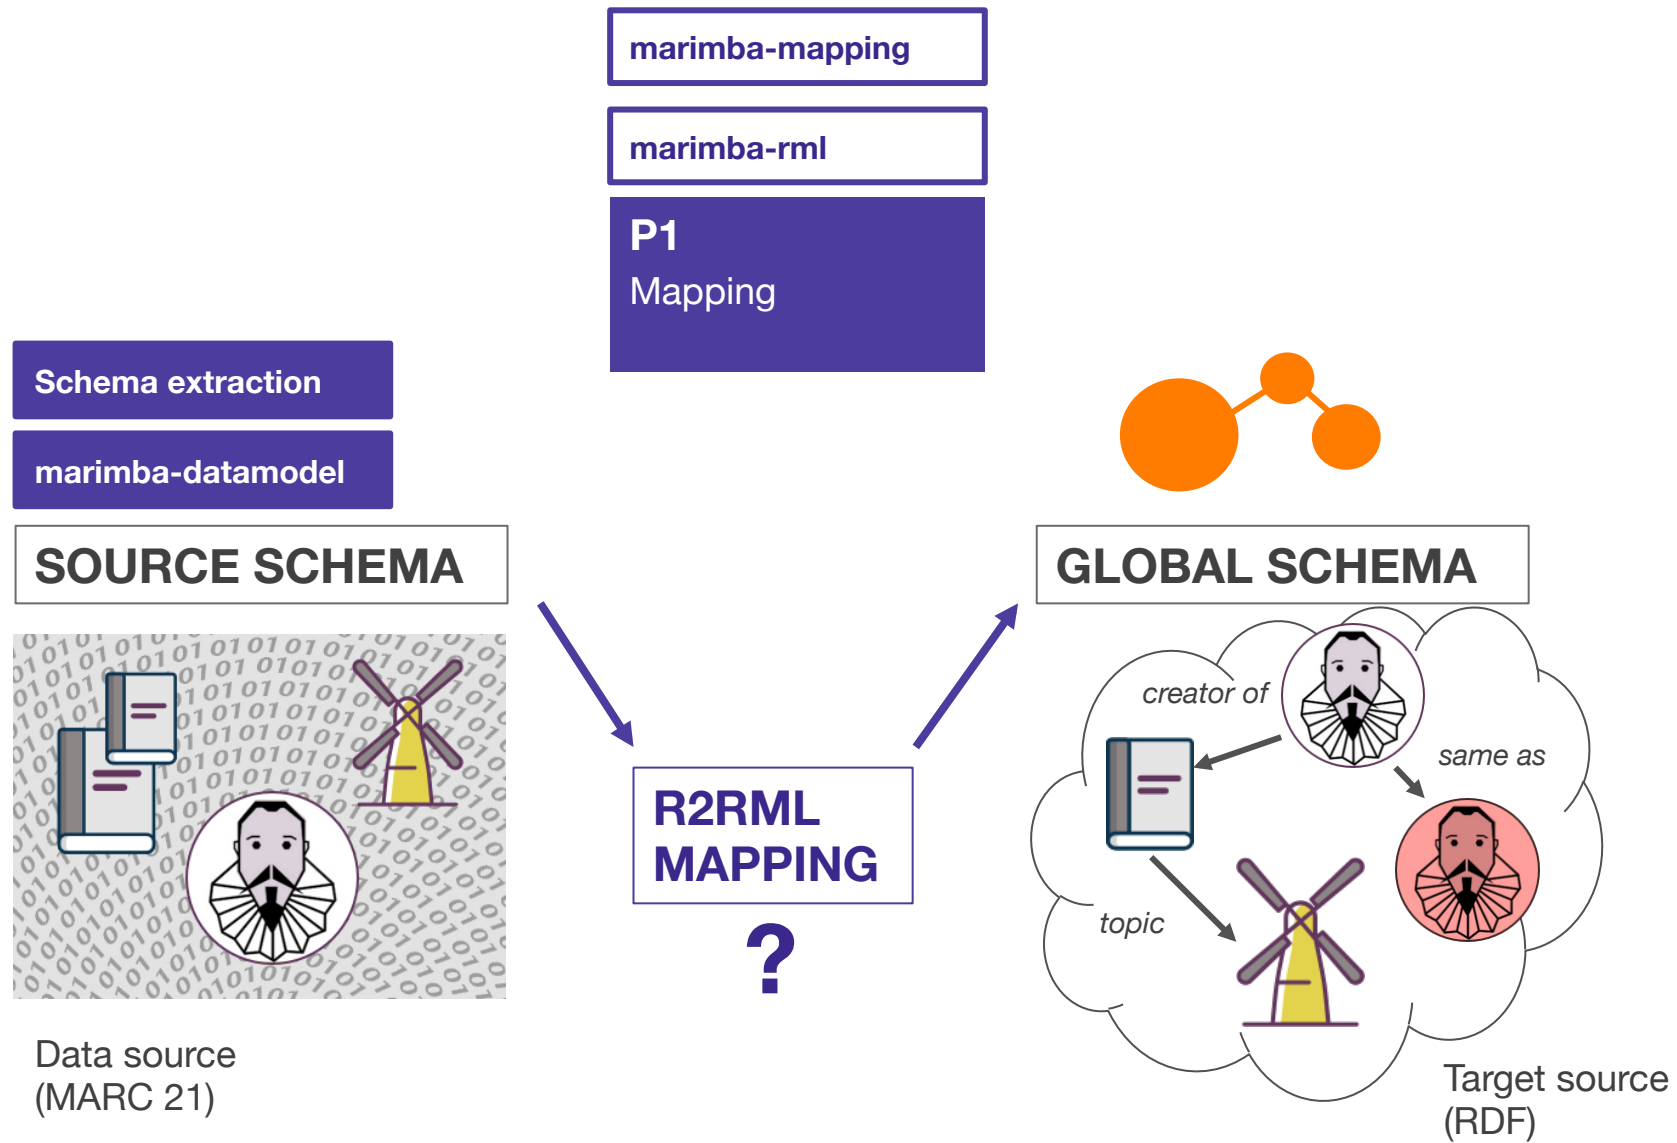 marimba-mapping
marimba-rml
P1
Mapping
Schema extraction
marimba-datamodel
SOURCE SCHEMA
GLOBAL SCHEMA
creator of
same as
R2RML
MAPPING
?
topic
Data source
(MARC 21)
Target source
(RDF)